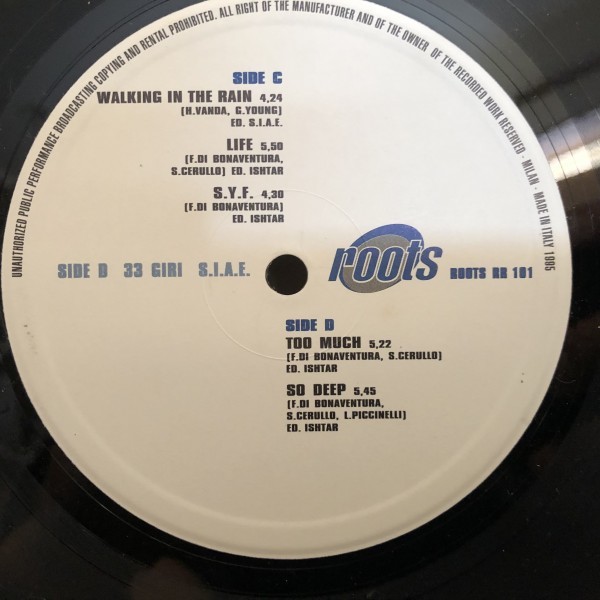 UNAUTHORIZED PUBLIC PERFORMANCE BROADCASTING COPYING AND RENTAL PROHIBITED. ALL RIGHT OF THE MANUFACTURER AND OF THE OWNER OF THE RECORDED WORK RESERVED - MILAN - MADE IN ITALY 1995
SIDE C
WALKING IN THE RAIN 4,24
(H.VANDA, G.YOUNG)
ED. S.I.A.E.
LIFE 5,50
(F.DI BONAVENTURA,
S.CERULLO) ED. ISHTAR
S.Y.F. 4,30
(F.DI BONAVENTURA)
ED. ISHTAR
SIDE D 33 GIRI S.I.A.E.
roots
ROOTS RR 101
SIDE D
TOO MUCH 5,22
(F.DI BONAVENTURA, S.CERULLO)
ED. ISHTAR
SO DEEP 5,45
(F.DI BONAVENTURA,
S.CERULLO, L.PICCINELLI)
ED. ISHTAR